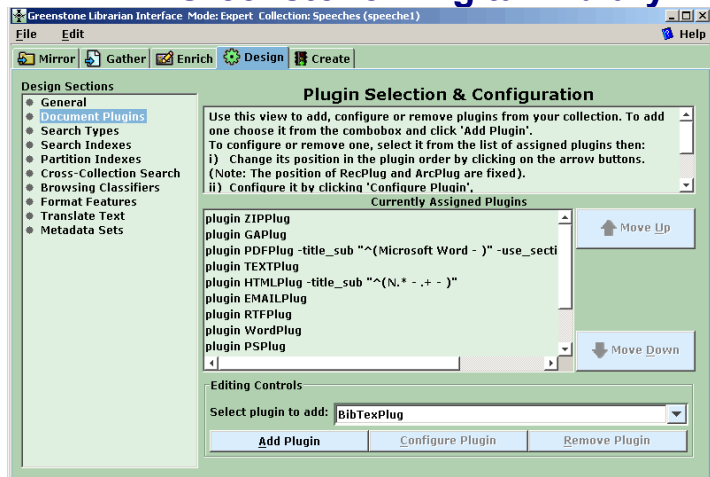 Greenstone Librarian Interface Mode: Expert Collection: Speeches (speeche1)
File Edit Help
Mirror Gather Enrich Design Create
Design Sections
General
Document Plugins
Search Types
Search Indexes
Partition Indexes
Cross-Collection Search
Browsing Classifiers
Format Features
Translate Text
Metadata Sets
Plugin Selection & Configuration
Use this view to add, configure or remove plugins from your collection. To add
one choose it from the combobox and click 'Add Plugin'.
To configure or remove one, select it from the list of assigned plugins then:
i) Change its position in the plugin order by clicking on the arrow buttons.
(Note: The position of RecPlug and ArcPlug are fixed).
ii) Configure it by clicking 'Configure Plugin',
Currently Assigned Plugins
plugin ZIPPlug
plugin GAPlug
plugin PDFPlug -title_sub "^(Microsoft Word - )" -use_secti
plugin TEXTPlug
plugin HTMLPlug -title_sub "^(N.* - .+ - )"
plugin EMAILPlug
plugin RTFPlug
plugin WordPlug
plugin PSPlug
Move Up
Move Down
Editing Controls
Select plugin to add: BibTexPlug
Add Plugin Configure Plugin Remove Plugin